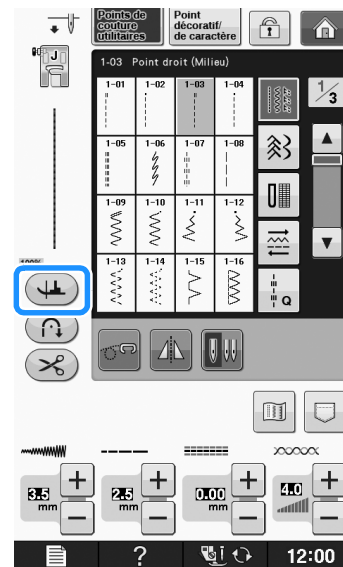 Points de
couture
utilitaires
Point
décoratif/
de caractère
J
1-03 Point droit (Milieu)
1/3
1-01 1-02 1-03 1-04
1-05 1-06 1-07 1-08
1-09 1-10 1-11 1-12
1-13 1-14 1-15 1-16
100%
Q
3.5
mm
2.5
mm
0.00
mm
4.0
?
12:00